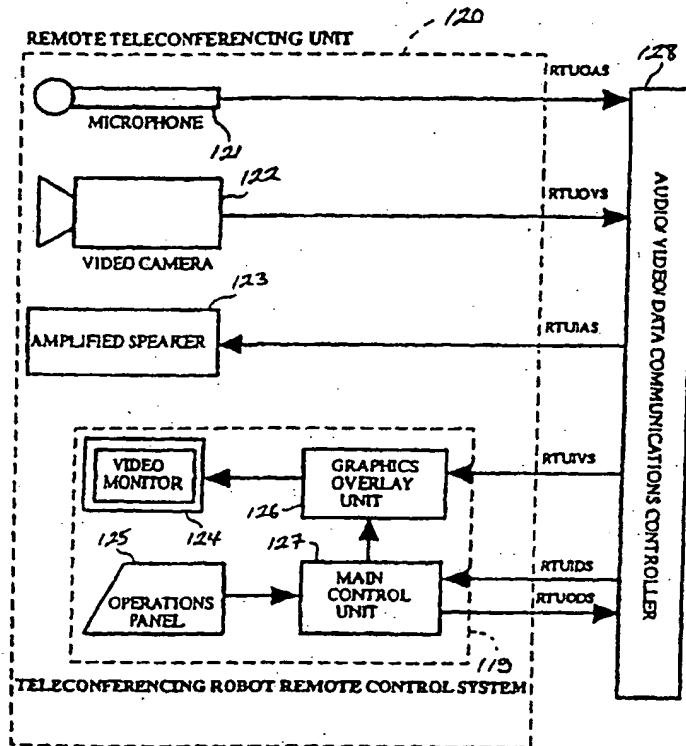 120
REMOTE TELECONFERENCING UNIT
128
RTUOAS
MICROPHONE
121
122
RTUOVS
VIDEO CAMERA
123
AMPLIFIED SPEAKER
RTUIAS
VIDEO
MONITOR
124
GRAPHICS
OVERLAY
UNIT
126
RTUIVS
125
OPERATIONS
PANEL
127
MAIN
CONTROL
UNIT
RTUIDS
RTUODS
119
TELECONFERENCING ROBOT REMOTE CONTROL SYSTEM
AUDIO/ VIDEO/ DATA COMMUNICATIONS CONTROLLER